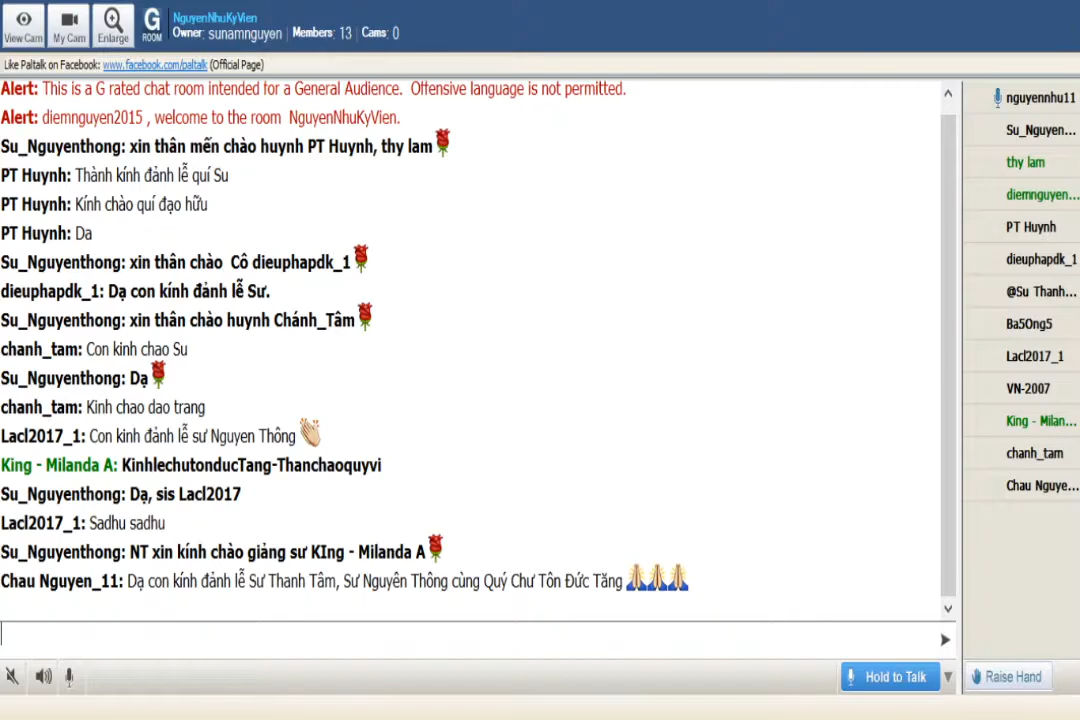 View Cam
My Cam
Enlarge
G
ROOM
NguyenNhuKyVien
Owner: sunamnguyen | Members: 13 | Cams: 0
Like Paltalk on Facebook: www.facebook.com/paltalk (Official Page)
Alert: This is a G rated chat room intended for a General Audience. Offensive language is not permitted.
Alert: diemnguyen2015 , welcome to the room NguyenNhuKyVien.
Su_Nguyenthong: xin thân mến chào huynh PT Huynh, thy lam
PT Huynh: Thành kính đảnh lễ quí Su
PT Huynh: Kính chào quí đạo hữu
PT Huynh: Da
Su_Nguyenthong: xin thân chào Cô dieuphapdk_1
dieuphapdk_1: Dạ con kính đảnh lễ Sư.
Su_Nguyenthong: xin thân chào huynh Chánh_Tâm
chanh_tam: Con kinh chao Su
Su_Nguyenthong: Dạ
chanh_tam: Kinh chao dao trang
Lacl2017_1: Con kinh đảnh lễ sư Nguyen Thông
King - Milanda A: KinhlechutonducTang-Thanchaoquyvi
Su_Nguyenthong: Dạ, sis Lacl2017
Lacl2017_1: Sadhu sadhu
Su_Nguyenthong: NT xin kính chào giảng sư KIng - Milanda A
Chau Nguyen_11: Dạ con kính đảnh lễ Sư Thanh Tâm, Sư Nguyên Thông cùng Quý Chư Tôn Đức Tăng
nguyennhu11
Su_Nguyen...
thy lam
diemnguyen...
PT Huynh
dieuphapdk_1
@Su Thanh...
Ba5Ong5
Lacl2017_1
VN-2007
King - Milan...
chanh_tam
Chau Nguye...
Hold to Talk
Raise Hand